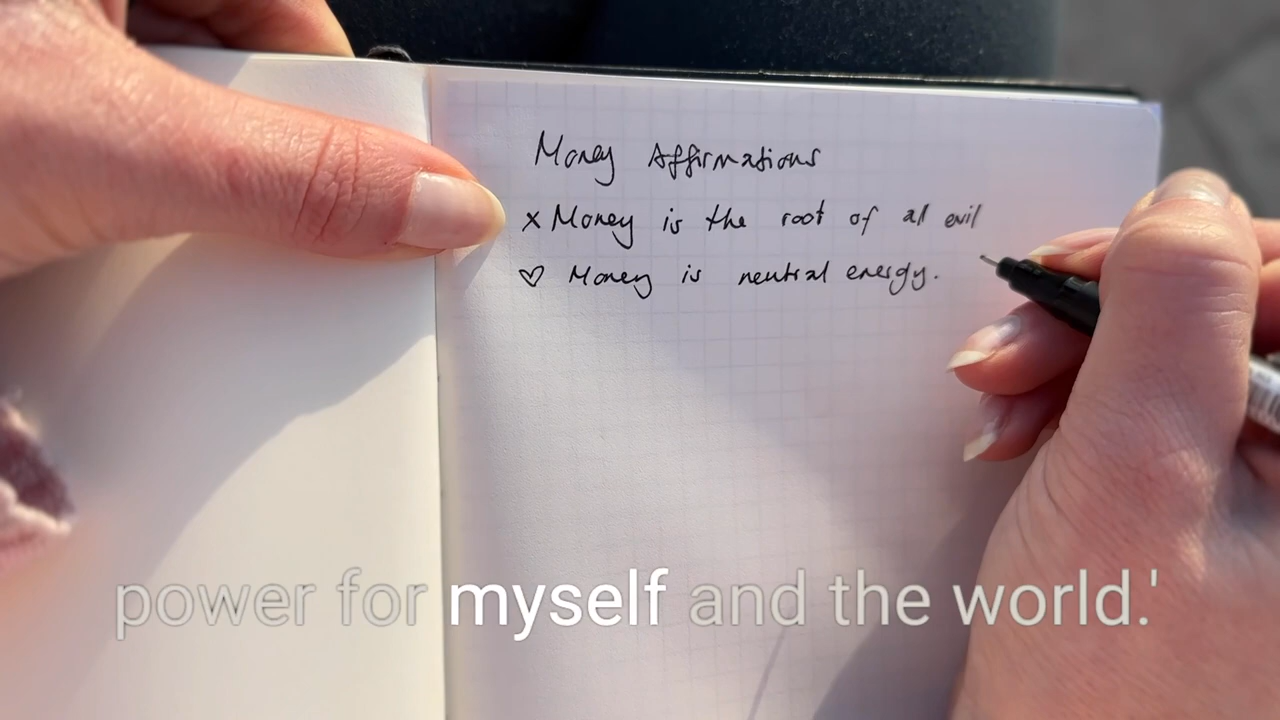 Money Affirmations
x Money is the root of all evil
♡ Money is neutral energy.
power for myself and the world.'